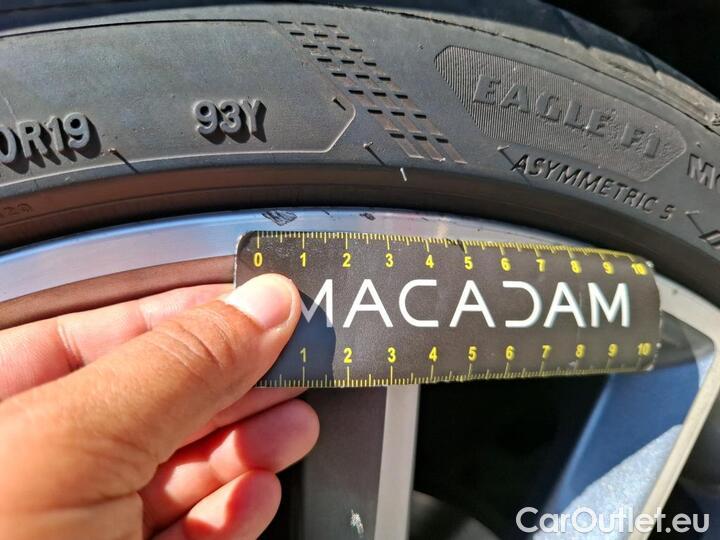 0R19
93Y
EAGLE F1
MO
ASYMMETRIC 5
0 1 2 3 4 5 6 7 8 9 10
MACADAM
1 2 3 4 5 6 7 8 9 10
CarOutlet.eu